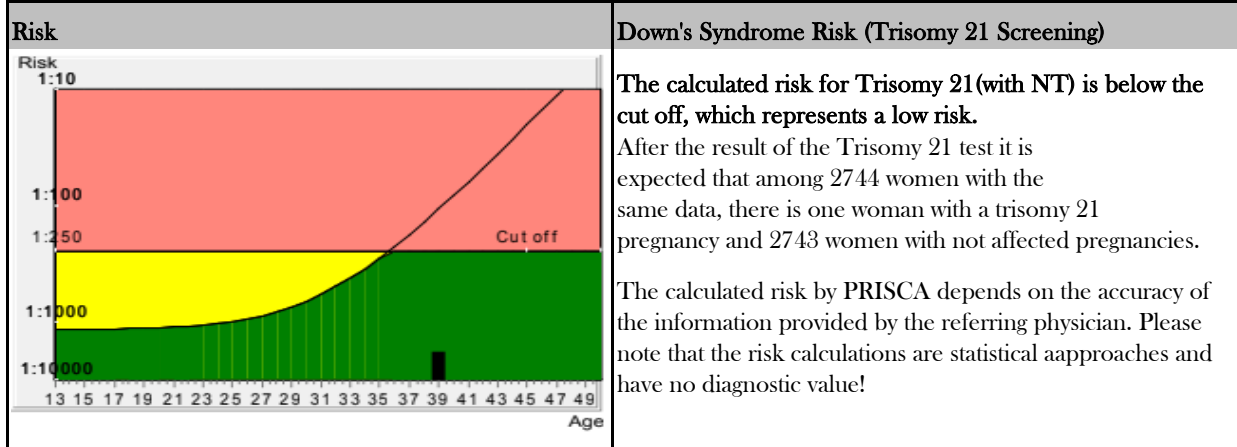 Risk
Down's Syndrome Risk (Trisomy 21 Screening)
Risk
1:10
1:100
1:250
Cut off
1:1000
1:10000
13 15 17 19 21 23 25 27 29 31 33 35 37 39 41 43 45 47 49
Age
The calculated risk for Trisomy 21(with NT) is below the
cut off, which represents a low risk.
After the result of the Trisomy 21 test it is
expected that among 2744 women with the
same data, there is one woman with a trisomy 21
pregnancy and 2743 women with not affected pregnancies.
The calculated risk by PRISCA depends on the accuracy of
the information provided by the referring physician. Please
note that the risk calculations are statistical aapproaches and
have no diagnostic value!